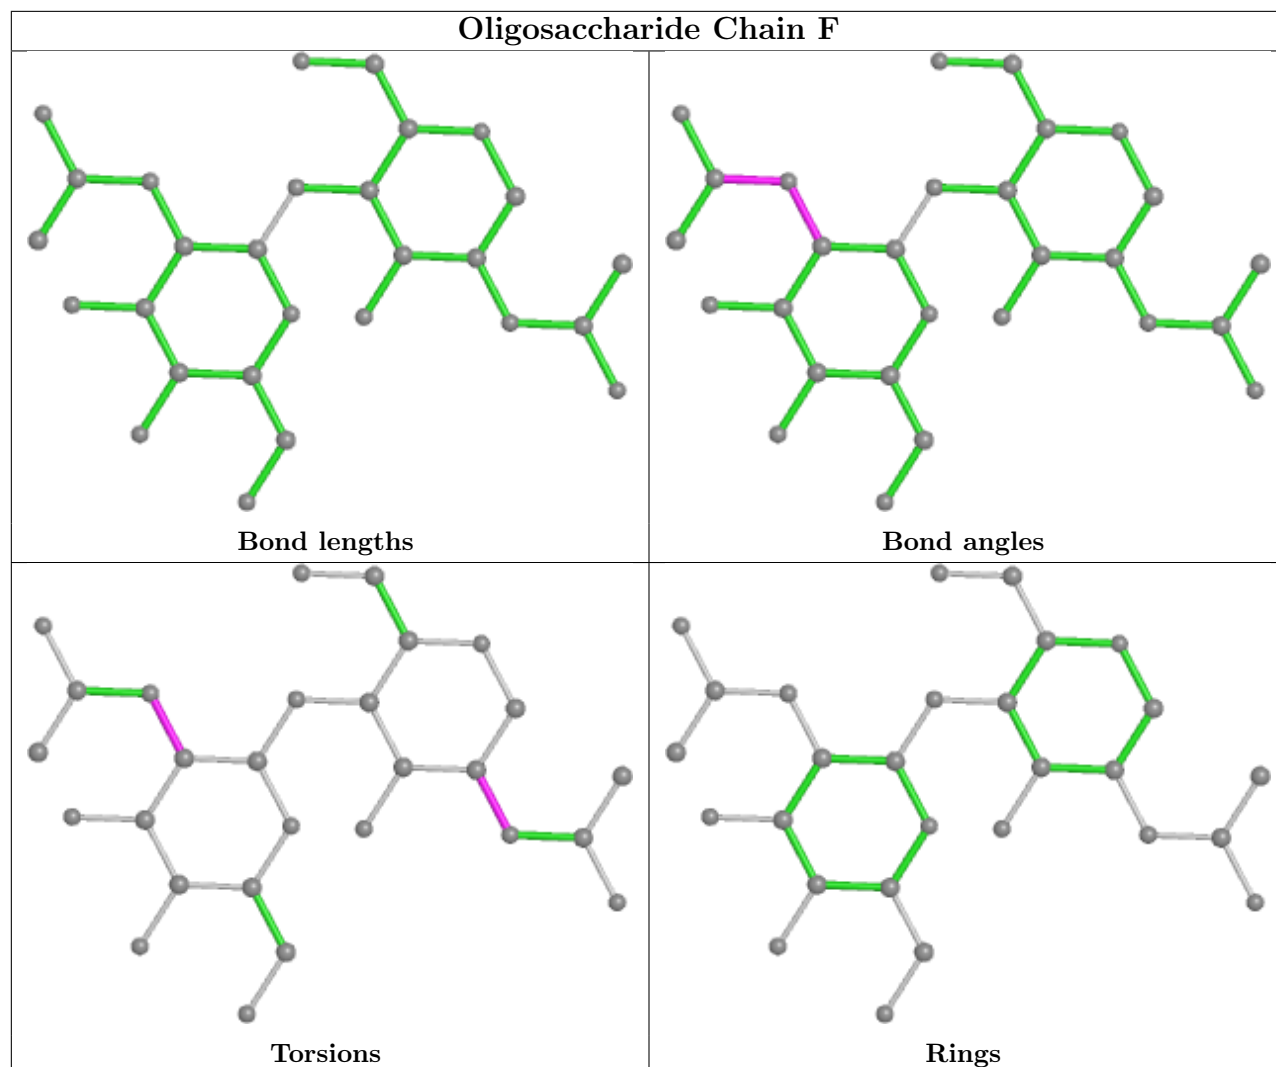 Oligosaccharide Chain F
Bond lengths
Bond angles
Torsions
Rings